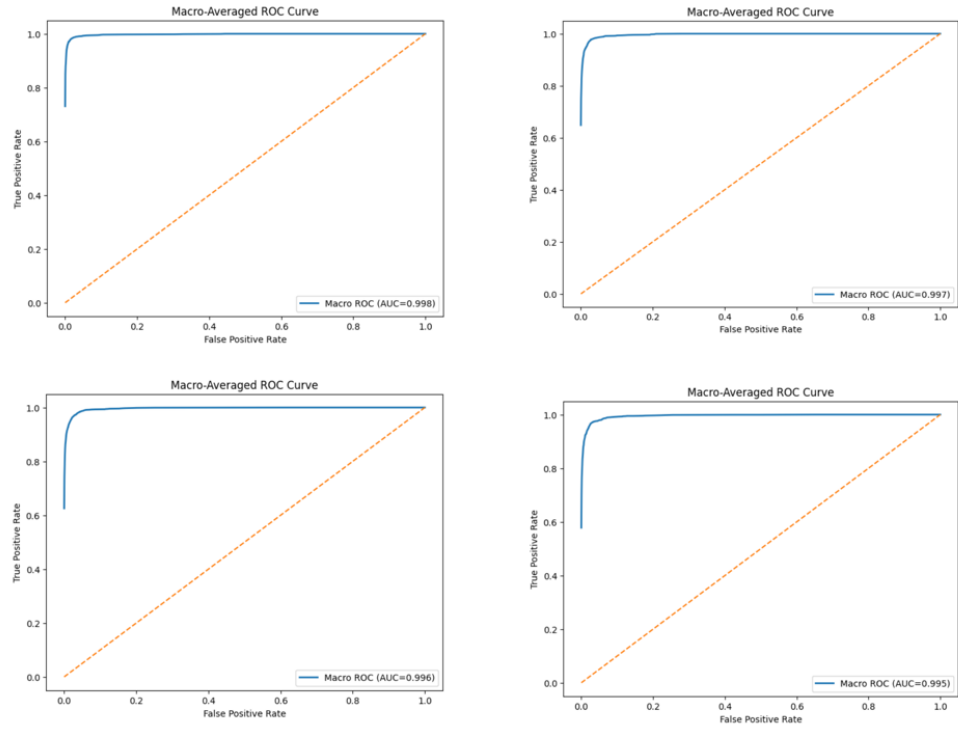 Macro-Averaged ROC Curve
1.0
0.8
0.6
0.4
0.2
0.0
True Positive Rate
Macro ROC (AUC=0.998)
0.0 0.2 0.4 0.6 0.8 1.0
False Positive Rate
Macro-Averaged ROC Curve
1.0
0.8
0.6
0.4
0.2
0.0
True Positive Rate
Macro ROC (AUC=0.997)
0.0 0.2 0.4 0.6 0.8 1.0
False Positive Rate
Macro-Averaged ROC Curve
1.0
0.8
0.6
0.4
0.2
0.0
True Positive Rate
Macro ROC (AUC=0.996)
0.0 0.2 0.4 0.6 0.8 1.0
False Positive Rate
Macro-Averaged ROC Curve
1.0
0.8
0.6
0.4
0.2
0.0
True Positive Rate
Macro ROC (AUC=0.995)
0.0 0.2 0.4 0.6 0.8 1.0
False Positive Rate